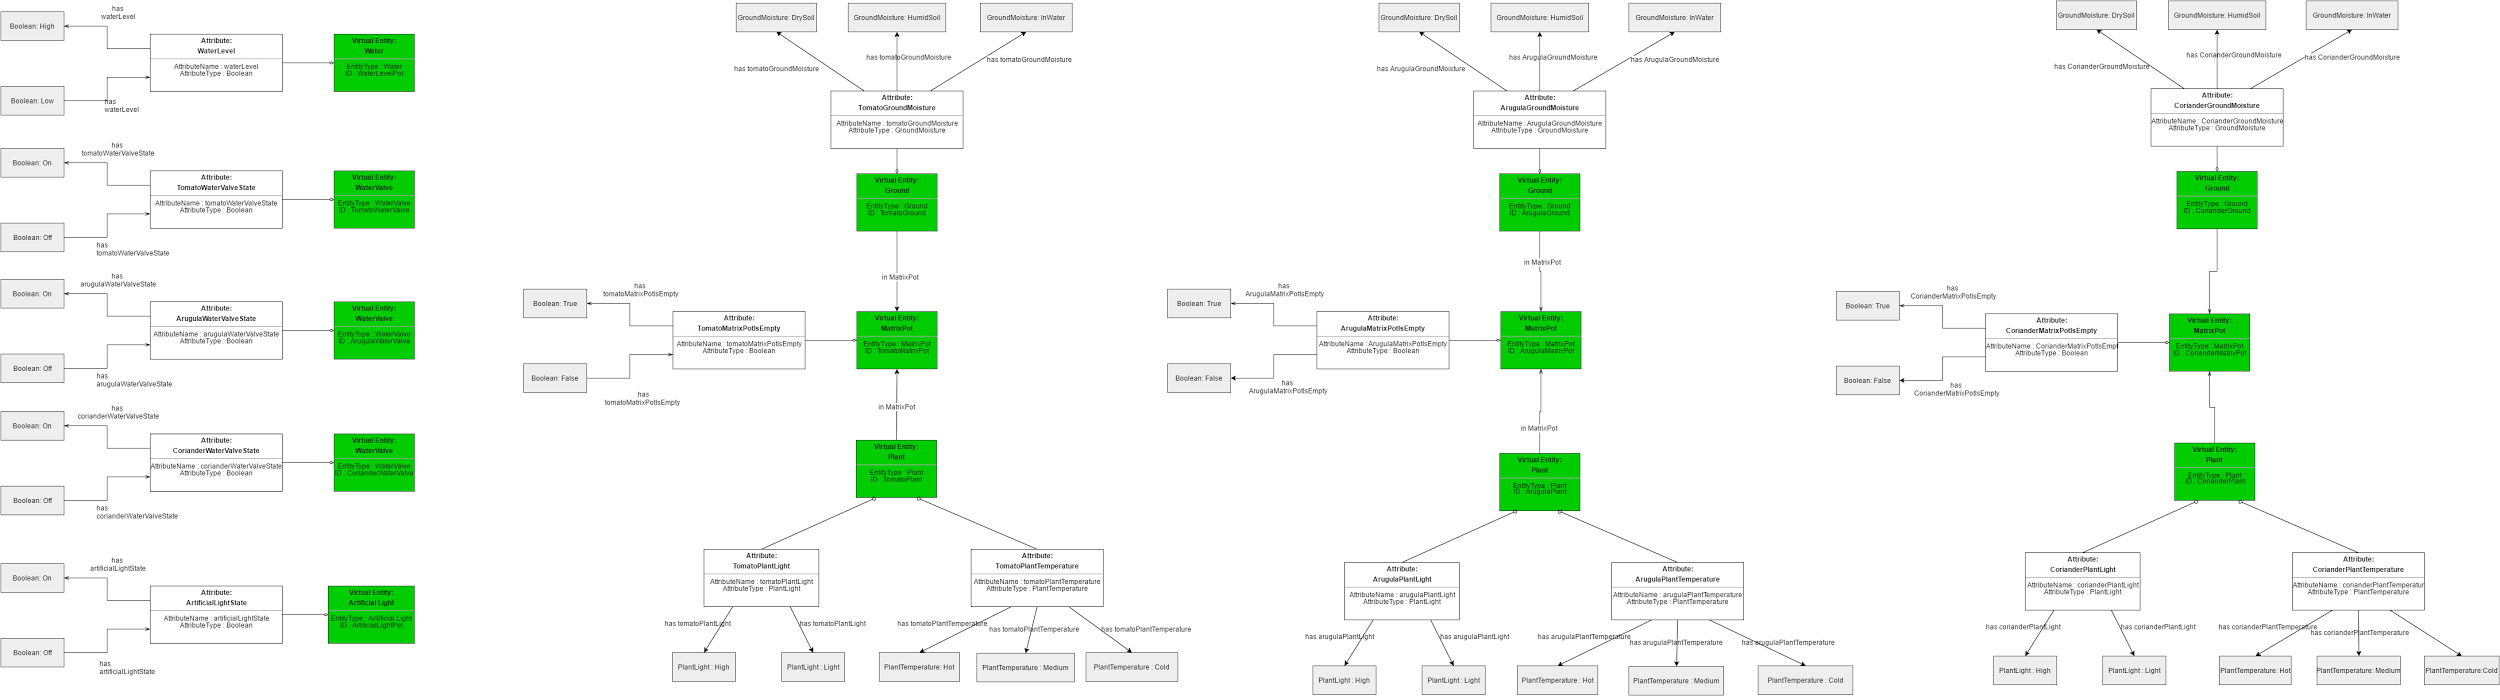 has
waterLevel
Boolean: High
Attribute:
WaterLevel
AttributeName : waterLevel
AttributeType : Boolean
Virtual Entity:
Water
EntityType : Water
ID : WaterLevelPot
Boolean: Low
has
waterLevel
has
tomatoWaterValveState
Boolean: On
Attribute:
TomatoWaterValveState
AttributeName : tomatoWaterValveState
AttributeType : Boolean
Virtual Entity:
WaterValve
EntityType : WaterValve
ID : TomatoWaterValve
Boolean: Off
has
tomatoWaterValveState
has
arugulaWaterValveState
Boolean: On
Attribute:
ArugulaWaterValveState
AttributeName : arugulaWaterValveState
AttributeType : Boolean
Virtual Entity:
WaterValve
EntityType : WaterValve
ID : ArugulaWaterValve
Boolean: Off
has
arugulaWaterValveState
has
corianderWaterValveState
Boolean: On
Attribute:
CorianderWaterValveState
AttributeName : corianderWaterValveState
AttributeType : Boolean
Virtual Entity:
WaterValve
EntityType : WaterValve
ID : CorianderWaterValve
Boolean: Off
has
corianderWaterValveState
has
artificialLightState
Boolean: On
Attribute:
ArtificialLightState
AttributeName : artificialLightState
AttributeType : Boolean
Virtual Entity:
Artificial Light
EntityType : Artificial Light
ID : ArtificialLightPot
Boolean: Off
has
artificialLightState
GroundMoisture: DrySoil
GroundMoisture: HumidSoil
GroundMoisture: InWater
has tomatoGroundMoisture
has tomatoGroundMoisture
has tomatoGroundMoisture
Attribute:
TomatoGroundMoisture
AttributeName : tomatoGroundMoisture
AttributeType : GroundMoisture
Virtual Entity:
Ground
EntityType : Ground
ID : TomatoGround
in MatrixPot
has
tomatoMatrixPotIsEmpty
Boolean: True
Attribute:
TomatoMatrixPotIsEmpty
AttributeName : tomatoMatrixPotIsEmpty
AttributeType : Boolean
Virtual Entity:
MatrixPot
EntityType : MatrixPot
ID : TomatoMatrixPot
Boolean: False
has
tomatoMatrixPotIsEmpty
in MatrixPot
Virtual Entity:
Plant
EntityType : Plant
ID : TomatoPlant
Attribute:
TomatoPlantLight
AttributeName : tomatoPlantLight
AttributeType : PlantLight
Attribute:
TomatoPlantTemperature
AttributeName : tomatoPlantTemperature
AttributeType : PlantTemperature
has tomatoPlantLight
has tomatoPlantLight
has tomatoPlantTemperature
has tomatoPlantTemperature
has tomatoPlantTemperature
PlantLight : High
PlantLight : Light
PlantTemperature: Hot
PlantTemperature : Medium
PlantTemperature : Cold
GroundMoisture: DrySoil
GroundMoisture: HumidSoil
GroundMoisture: InWater
has ArugulaGroundMoisture
has ArugulaGroundMoisture
has ArugulaGroundMoisture
Attribute:
ArugulaGroundMoisture
AttributeName : ArugulaGroundMoisture
AttributeType : GroundMoisture
Virtual Entity:
Ground
EntityType : Ground
ID : ArugulaGround
in MatrixPot
has
ArugulaMatrixPotIsEmpty
Boolean: True
Attribute:
ArugulaMatrixPotIsEmpty
AttributeName : ArugulaMatrixPotIsEmpty
AttributeType : Boolean
Virtual Entity:
MatrixPot
EntityType : MatrixPot
ID : ArugulaMatrixPot
Boolean: False
has
ArugulaMatrixPotIsEmpty
in MatrixPot
Virtual Entity:
Plant
EntityType : Plant
ID : ArugulaPlant
Attribute:
ArugulaPlantLight
AttributeName : arugulaPlantLight
AttributeType : PlantLight
Attribute:
ArugulaPlantTemperature
AttributeName : arugulaPlantTemperature
AttributeType : PlantTemperature
has arugulaPlantLight
has arugulaPlantLight
has arugulaPlantTemperature
has arugulaPlantTemperature
has arugulaPlantTemperature
PlantLight : High
PlantLight : Light
PlantTemperature : Hot
PlantTemperature : Medium
PlantTemperature : Cold
GroundMoisture: DrySoil
GroundMoisture: HumidSoil
GroundMoisture: InWater
has CorianderGroundMoisture
has CorianderGroundMoisture
has CorianderGroundMoisture
Attribute:
CorianderGroundMoisture
AttributeName : CorianderGroundMoisture
AttributeType : GroundMoisture
Virtual Entity:
Ground
EntityType : Ground
ID : CorianderGround
has
CorianderMatrixPotIsEmpty
Boolean: True
Attribute:
CorianderMatrixPotIsEmpty
AttributeName : CorianderMatrixPotIsEmpt
AttributeType : Boolean
Virtual Entity:
MatrixPot
EntityType : MatrixPot
ID : CorianderMatrixPot
Boolean: False
has
CorianderMatrixPotIsEmpty
Virtual Entity:
Plant
EntityType : Plant
ID : CorianderPlant
Attribute:
CorianderPlantLight
AttributeName : corianderPlantLight
AttributeType : PlantLight
Attribute:
CorianderPlantTemperature
AttributeName : corianderPlantTemperatur
AttributeType : PlantTemperature
has corianderPlantLight
has corianderPlantLight
has corianderPlantTemperature
has corianderPlantTemperature
PlantLight : High
PlantLight : Light
PlantTemperature: Hot
PlantTemperature: Medium
PlantTemperature:Cold